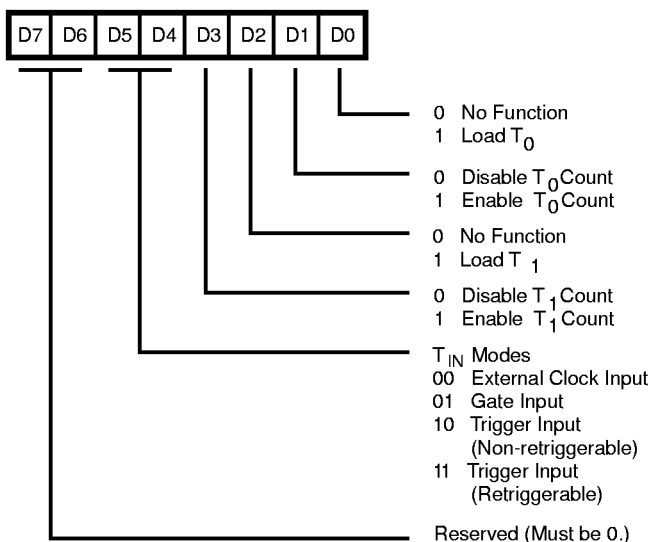 D7 D6 D5 D4 D3 D2 D1 D0
0 No Function
1 Load T0
0 Disable T0 Count
1 Enable T0 Count
0 No Function
1 Load T1
0 Disable T1 Count
1 Enable T1 Count
TIN Modes
00 External Clock Input
01 Gate Input
10 Trigger Input
(Non-retriggerable)
11 Trigger Input
(Retriggerable)
Reserved (Must be 0.)